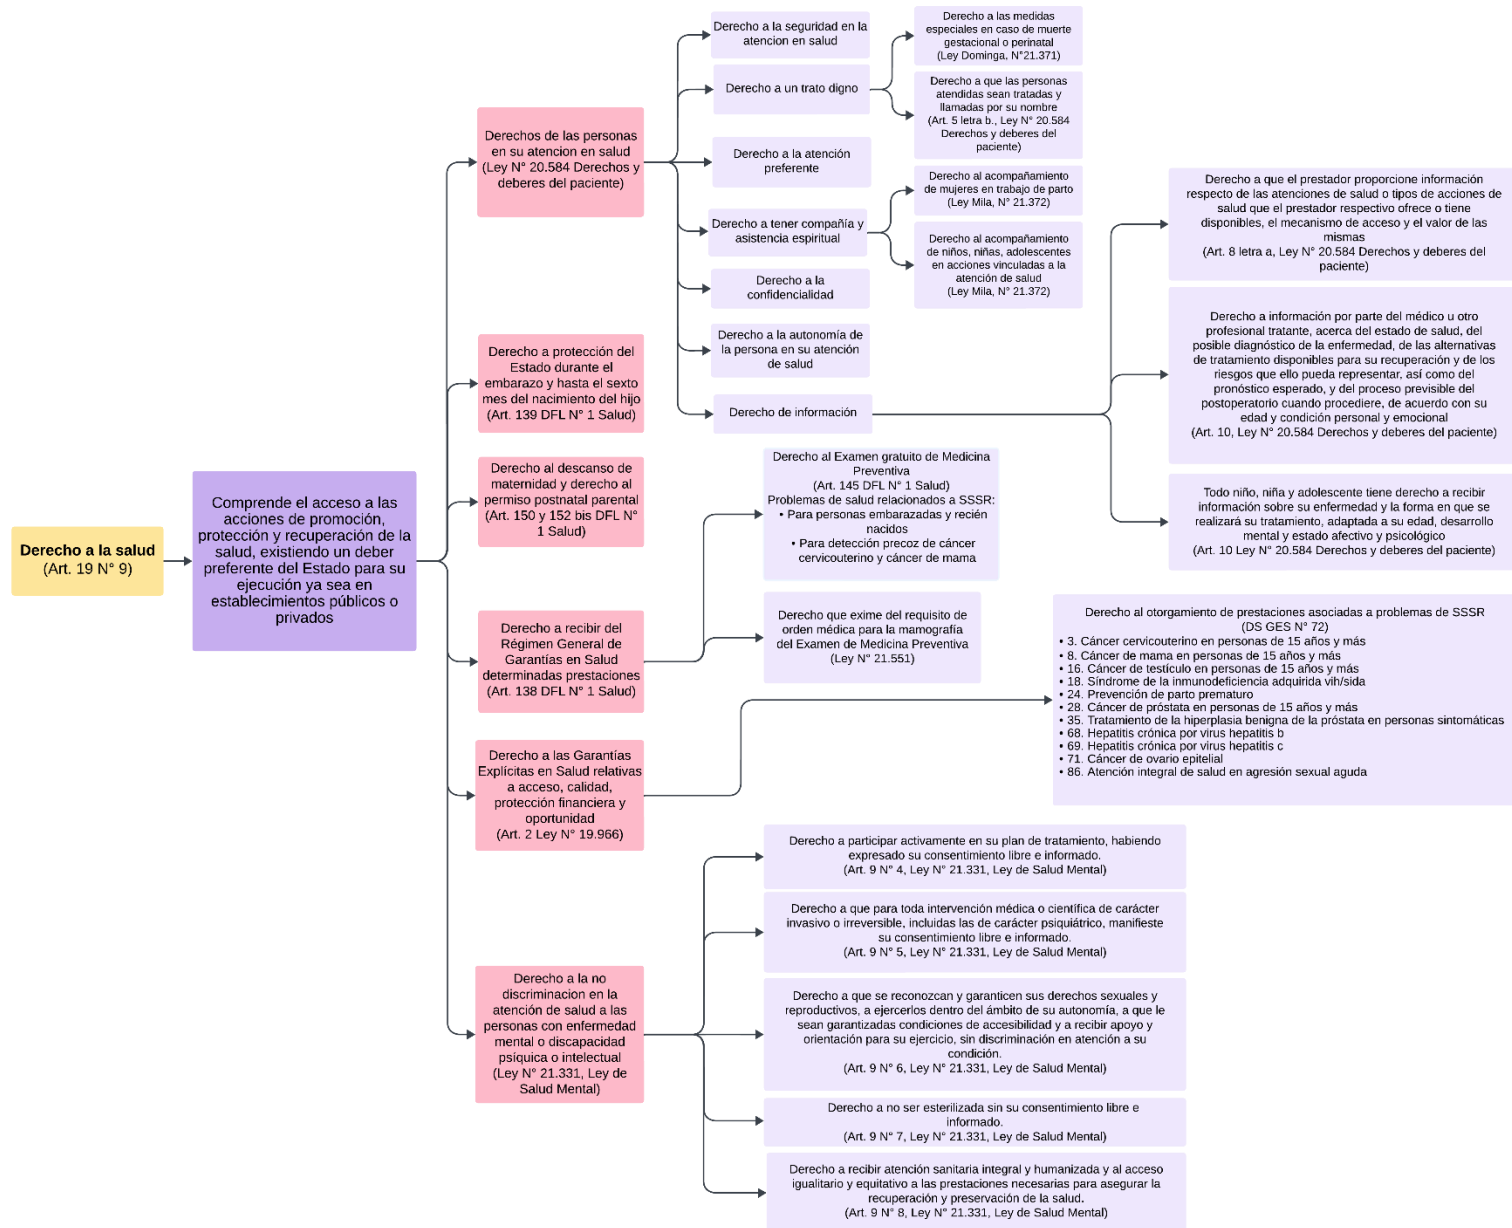 Derecho a la salud
(Art. 19 N° 9)
Comprende el acceso a las
acciones de promoción,
protección y recuperación de la
salud, existiendo un deber
preferente del Estado para su
ejecución ya sea en
establecimientos públicos o
privados
Derechos de las personas
en su atencion en salud
(Ley N° 20.584 Derechos y
deberes del paciente)
Derecho a la seguridad en la
atencion en salud
Derecho a un trato digno
Derecho a las medidas
especiales en caso de muerte
gestacional o perinatal
(Ley Dominga, N°21.371)
Derecho a que las personas
atendidas sean tratadas y
llamadas por su nombre
(Art. 5 letra b., Ley N° 20.584
Derechos y deberes del
paciente)
Derecho a la atención
preferente
Derecho a tener compañía y
asistencia espiritual
Derecho al acompañamiento
de mujeres en trabajo de parto
(Ley Mila, N° 21.372)
Derecho al acompañamiento
de niños, niñas, adolescentes
en acciones vinculadas a la
atención de salud
(Ley Mila, N° 21.372)
Derecho a la
confidencialidad
Derecho a la autonomía de
la persona en su atención
de salud
Derecho de información
Derecho a que el prestador proporcione información
respecto de las atenciones de salud o tipos de acciones de
salud que el prestador respectivo ofrece o tiene
disponibles, el mecanismo de acceso y el valor de las
mismas
(Art. 8 letra a, Ley N° 20.584 Derechos y deberes del
paciente)
Derecho a información por parte del médico u otro
profesional tratante, acerca del estado de salud, del
posible diagnóstico de la enfermedad, de las alternativas
de tratamiento disponibles para su recuperación y de los
riesgos que ello pueda representar, así como del
pronóstico esperado, y del proceso previsible del
postoperatorio cuando procediere, de acuerdo con su
edad y condición personal y emocional
(Art. 10, Ley N° 20.584 Derechos y deberes del paciente)
Todo niño, niña y adolescente tiene derecho a recibir
información sobre su enfermedad y la forma en que se
realizará su tratamiento, adaptada a su edad, desarrollo
mental y estado afectivo y psicológico
(Art. 10 Ley N° 20.584 Derechos y deberes del paciente)
Derecho a protección del
Estado durante el
embarazo y hasta el sexto
mes del nacimiento del hijo
(Art. 139 DFL N° 1 Salud)
Derecho al descanso de
maternidad y derecho al
permiso postnatal parental
(Art. 150 y 152 bis DFL N°
1 Salud)
Derecho a recibir del
Régimen General de
Garantías en Salud
determinadas prestaciones
(Art. 138 DFL N° 1 Salud)
Derecho al Examen gratuito de Medicina
Preventiva
(Art. 145 DFL N° 1 Salud)
Problemas de salud relacionados a SSSR:
• Para personas embarazadas y recién
nacidos
• Para detección precoz de cáncer
cervicouterino y cáncer de mama
Derecho que exime del requisito de
orden médica para la mamografía
del Examen de Medicina Preventiva
(Ley N° 21.551)
Derecho a las Garantías
Explícitas en Salud relativas
a acceso, calidad,
protección financiera y
oportunidad
(Art. 2 Ley N° 19.966)
Derecho al otorgamiento de prestaciones asociadas a problemas de SSSR
(DS GES N° 72)
• 3. Cáncer cervicouterino en personas de 15 años y más
• 8. Cáncer de mama en personas de 15 años y más
• 16. Cáncer de testículo en personas de 15 años y más
• 18. Síndrome de la inmunodeficiencia adquirida vih/sida
• 24. Prevención de parto prematuro
• 28. Cáncer de próstata en personas de 15 años y más
• 35. Tratamiento de la hiperplasia benigna de la próstata en personas sintomáticas
• 68. Hepatitis crónica por virus hepatitis b
• 69. Hepatitis crónica por virus hepatitis c
• 71. Cáncer de ovario epitelial
• 86. Atención integral de salud en agresión sexual aguda
Derecho a la no
discriminacion en la
atención de salud a las
personas con enfermedad
mental o discapacidad
psíquica o intelectual
(Ley N° 21.331, Ley de
Salud Mental)
Derecho a participar activamente en su plan de tratamiento, habiendo
expresado su consentimiento libre e informado.
(Art. 9 N° 4, Ley N° 21.331, Ley de Salud Mental)
Derecho a que para toda intervención médica o científica de carácter
invasivo o irreversible, incluidas las de carácter psiquiátrico, manifieste
su consentimiento libre e informado.
(Art. 9 N° 5, Ley N° 21.331, Ley de Salud Mental)
Derecho a que se reconozcan y garanticen sus derechos sexuales y
reproductivos, a ejercerlos dentro del ámbito de su autonomía, a que le
sean garantizadas condiciones de accesibilidad y a recibir apoyo y
orientación para su ejercicio, sin discriminación en atención a su
condición.
(Art. 9 N° 6, Ley N° 21.331, Ley de Salud Mental)
Derecho a no ser esterilizada sin su consentimiento libre e
informado.
(Art. 9 N° 7, Ley N° 21.331, Ley de Salud Mental)
Derecho a recibir atención sanitaria integral y humanizada y al acceso
igualitario y equitativo a las prestaciones necesarias para asegurar la
recuperación y preservación de la salud.
(Art. 9 N° 8, Ley N° 21.331, Ley de Salud Mental)